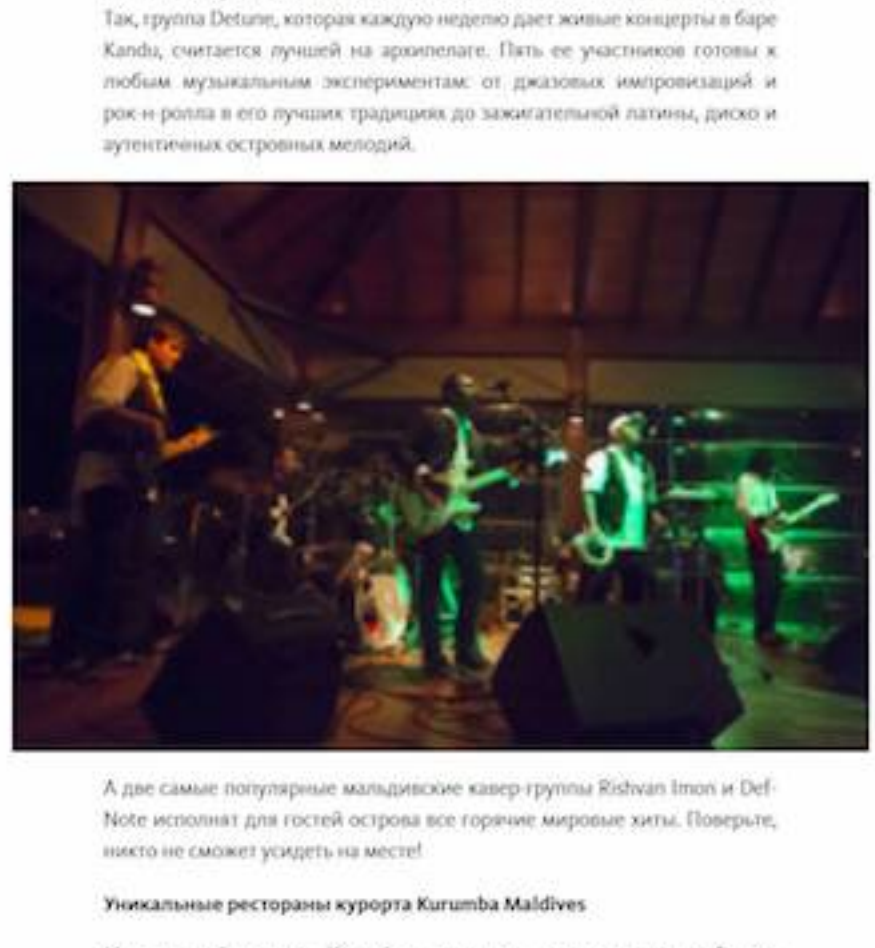 Так, группа Detune, которая каждую неделю дает живые концерты в баре
Kandu, считается лучшей на архипелаге. Пять ее участников готовы к
любым музыкальным экспериментам: от джазовых импровизаций и
рок-н-ролла в его лучших традициях до зажигательной латины, диско и
аутентичных островных мелодий.
А две самые популярные мальдивские кавер-группы Rishvan Imon и Def-
Note исполнят для гостей острова все горячие мировые хиты. Поверьте,
никто не сможет усидеть на месте!
Уникальные рестораны курорта Kurumba Maldives